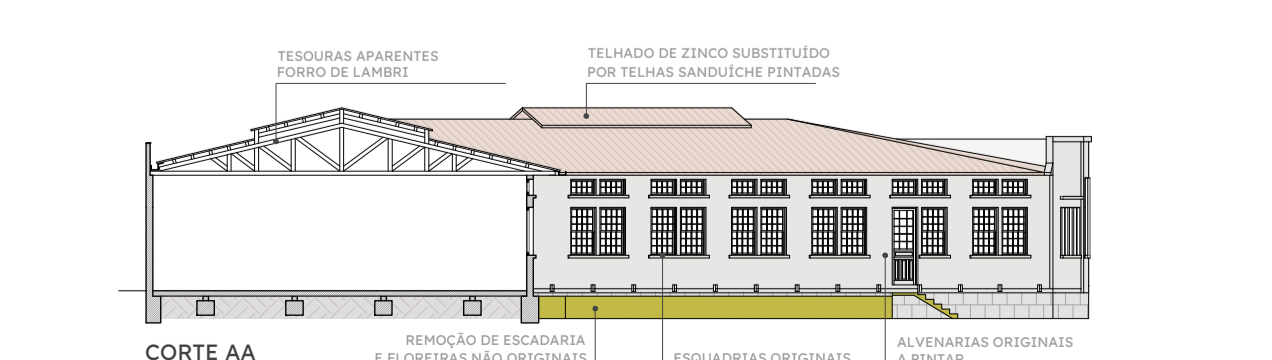 TESOURAS APARENTES
FORRO DE LAMBRI
TELHADO DE ZINCO SUBSTITUÍDO
POR TELHAS SANDUÍCHE PINTADAS
REMOÇÃO DE ESCADARIA
E FLOREIRAS NÃO ORIGINAIS
ESQUADRIAS ORIGINAIS
ALVENARIAS ORIGINAIS
A PINTAR
CORTE AA